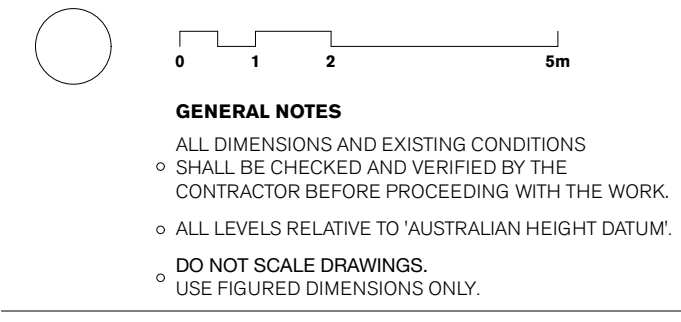 0 1 2 5m
GENERAL NOTES
ALL DIMENSIONS AND EXISTING CONDITIONS
SHALL BE CHECKED AND VERIFIED BY THE
CONTRACTOR BEFORE PROCEEDING WITH THE WORK.
ALL LEVELS RELATIVE TO 'AUSTRALIAN HEIGHT DATUM'.
DO NOT SCALE DRAWINGS.
USE FIGURED DIMENSIONS ONLY.